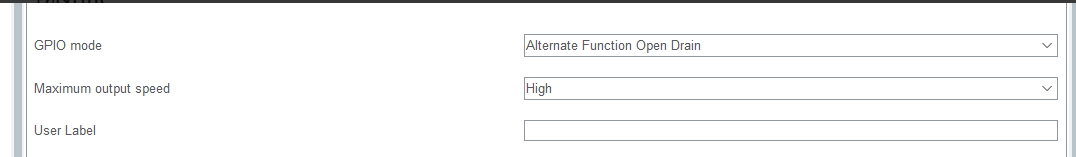 GPIO mode Alternate Function Open Drain
Maximum output speed High
User Label